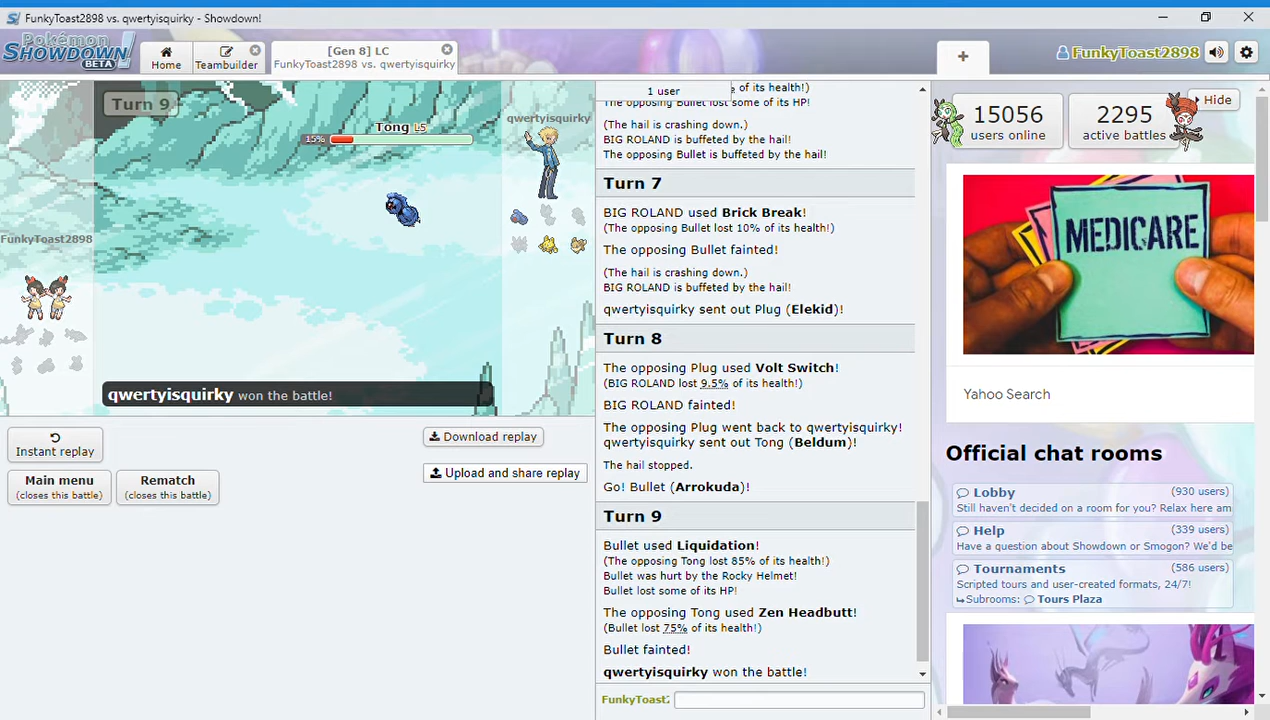 FunkyToast2898 vs. qwertyisquirky - Showdown!
Pokémon
SHOWDOWN!
BETA
Home
Teambuilder
[Gen 8] LC
FunkyToast2898 vs. qwertyisquirky
+
FunkyToast2898
Turn 9
Tong L5
15%
qwertyisquirky
FunkyToast2898
qwertyisquirky won the battle!
Instant replay
Download replay
Upload and share replay
Main menu
(closes this battle)
Rematch
(closes this battle)
1 user
of its health!)
The opposing Bullet lost some of its HP!
(The hail is crashing down.)
BIG ROLAND is buffeted by the hail!
The opposing Bullet is buffeted by the hail!
Turn 7
BIG ROLAND used Brick Break!
(The opposing Bullet lost 10% of its health!)
The opposing Bullet fainted!
(The hail is crashing down.)
BIG ROLAND is buffeted by the hail!
qwertyisquirky sent out Plug (Elekid)!
Turn 8
The opposing Plug used Volt Switch!
(BIG ROLAND lost 9.5% of its health!)
BIG ROLAND fainted!
The opposing Plug went back to qwertyisquirky!
qwertyisquirky sent out Tong (Beldum)!
The hail stopped.
Go! Bullet (Arrokuda)!
Turn 9
Bullet used Liquidation!
(The opposing Tong lost 85% of its health!)
Bullet was hurt by the Rocky Helmet!
Bullet lost some of its HP!
The opposing Tong used Zen Headbutt!
(Bullet lost 75% of its health!)
Bullet fainted!
qwertyisquirky won the battle!
FunkyToast2
15056
users online
2295
active battles
Hide
MEDICARE
Yahoo Search
Official chat rooms
Lobby (930 users)
Still haven't decided on a room for you? Relax here am
Help (339 users)
Have a question about Showdown or Smogon? We'd be
Tournaments (586 users)
Scripted tours and user-created formats, 24/7!
Subrooms: Tours Plaza